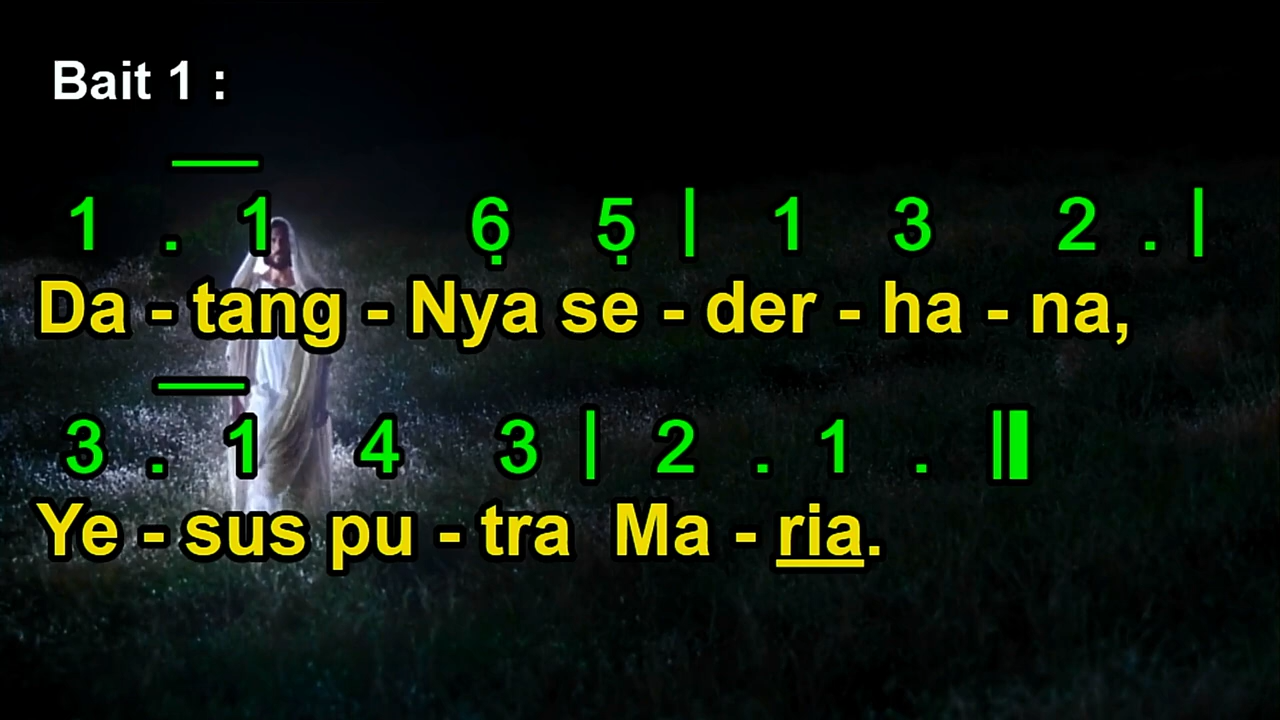 Bait 1 :
1 . 1 6̣ 5̣ | 1 3 2 . |
Da - tang - Nya se - der - ha - na,
3 . 1 4 3 | 2 . 1 . ||
Ye - sus pu - tra Ma - ria.